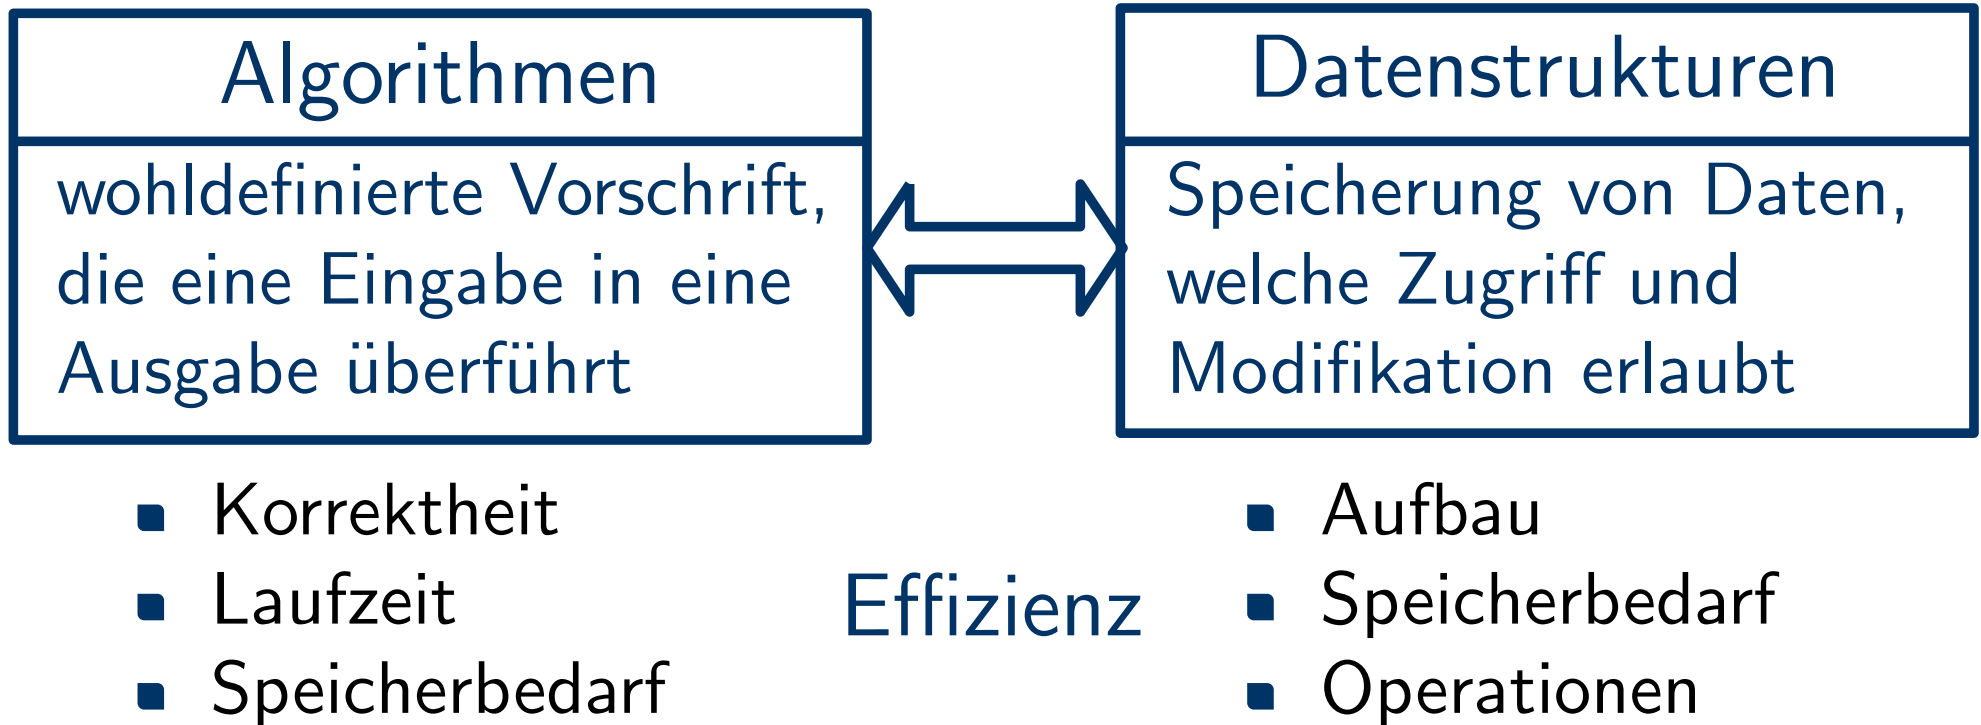 Algorithmen
wohldefinierte Vorschrift,
die eine Eingabe in eine
Ausgabe überführt
Datenstrukturen
Speicherung von Daten,
welche Zugriff und
Modifikation erlaubt
Korrektheit
Laufzeit
Speicherbedarf
Effizienz
Aufbau
Speicherbedarf
Operationen